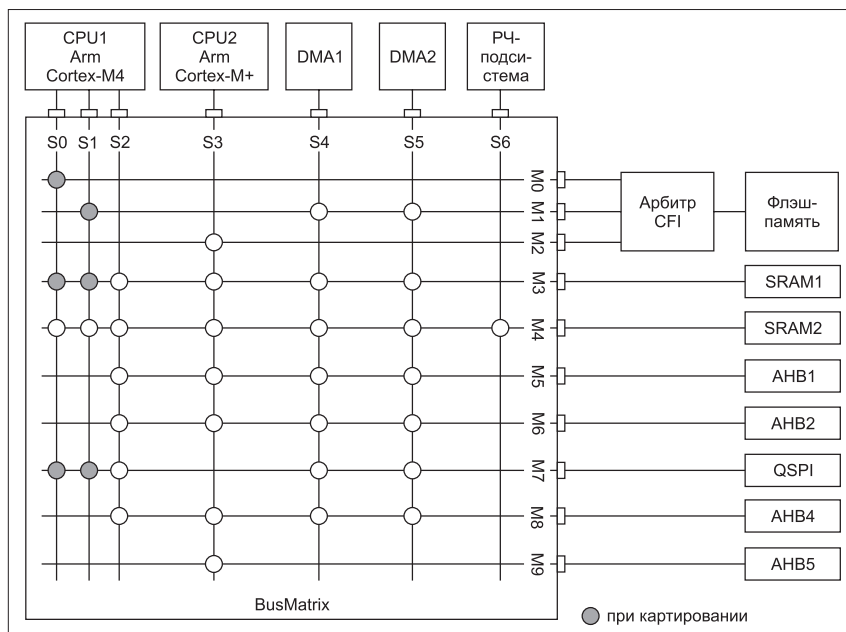 CPU1
Arm
Cortex-M4
CPU2
Arm
Cortex-M+
DMA1
DMA2
РЧ-
подси-
стема
S0
S1
S2
S3
S4
S5
S6
M0
M1
M2
M3
M4
M5
M6
M7
M8
M9
Арбитр
CFI
Флэш-
память
SRAM1
SRAM2
AHB1
AHB2
QSPI
AHB4
AHB5
BusMatrix
при картировании